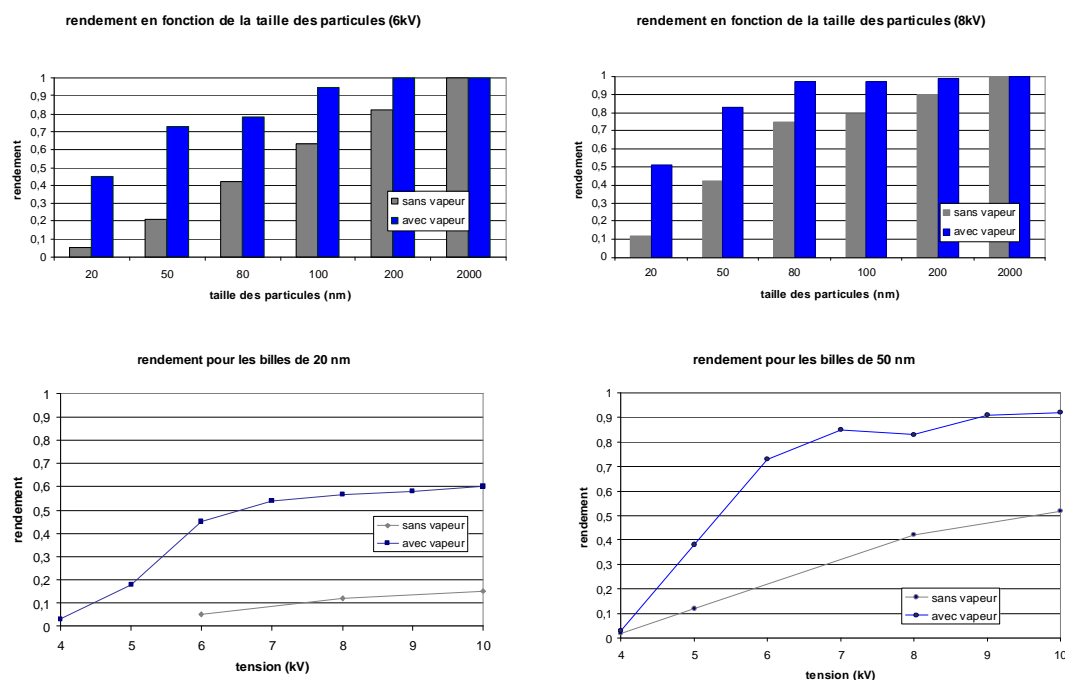 rendement en fonction de la taille des particules (6kV)
1
0,9
0,8
0,7
0,6
0,5
0,4
0,3
0,2
0,1
0
rendement
sans vapeur
avec vapeur
20 50 80 100 200 2000
taille des particules (nm)
rendement en fonction de la taille des particules (8kV)
1
0,9
0,8
0,7
0,6
0,5
0,4
0,3
0,2
0,1
0
rendement
sans vapeur
avec vapeur
20 50 80 100 200 2000
taille des particules (nm)
rendement pour les billes de 20 nm
1
0,9
0,8
0,7
0,6
0,5
0,4
0,3
0,2
0,1
0
rendement
sans vapeur
avec vapeur
4 5 6 7 8 9 10
tension (kV)
rendement pour les billes de 50 nm
1
0,9
0,8
0,7
0,6
0,5
0,4
0,3
0,2
0,1
0
rendement
sans vapeur
avec vapeur
4 5 6 7 8 9 10
tension (kV)